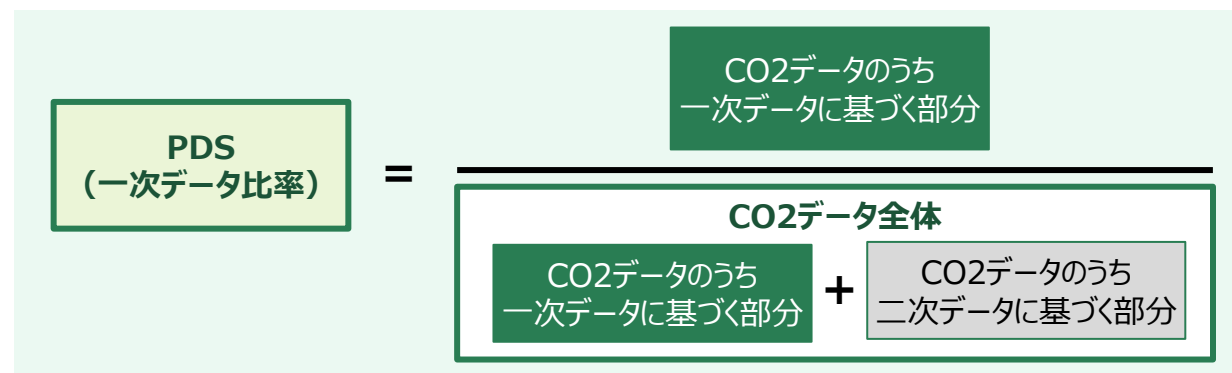 CO2データのうち
一次データに基づく部分
PDS
（一次データ比率）
=
CO2データ全体
CO2データのうち
一次データに基づく部分
+
CO2データのうち
二次データに基づく部分